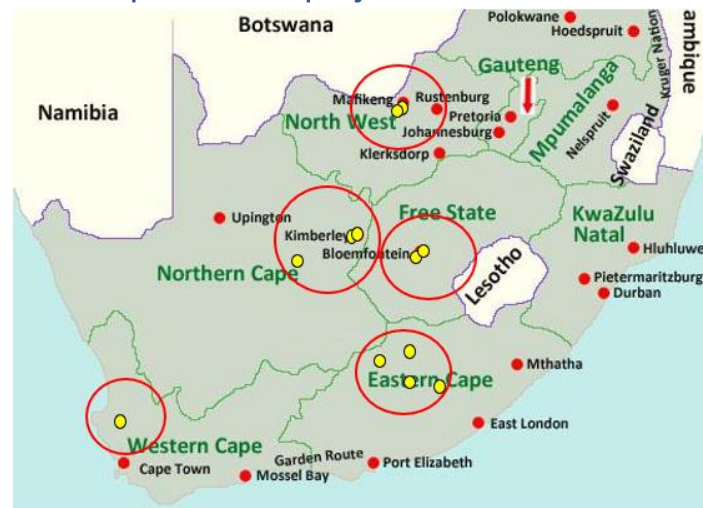 Polokwane
Hoedspruit
Botswana
Kruger Nation
ambique
Gauteng
Namibia
Mafikeng
Rustenburg
North West
Pretoria
Johannesburg
Mpumalanga
Nelspruit
Swaziland
Klerksdorp
Upington
Free State
KwaZulu
Natal
Kimberley
Bloemfontein
Hluhluwe
Northern Cape
Lesotho
Pietermaritzburg
Durban
Mthatha
Eastern Cape
East London
Western Cape
Garden Route
Cape Town
Mossel Bay
Port Elizabeth